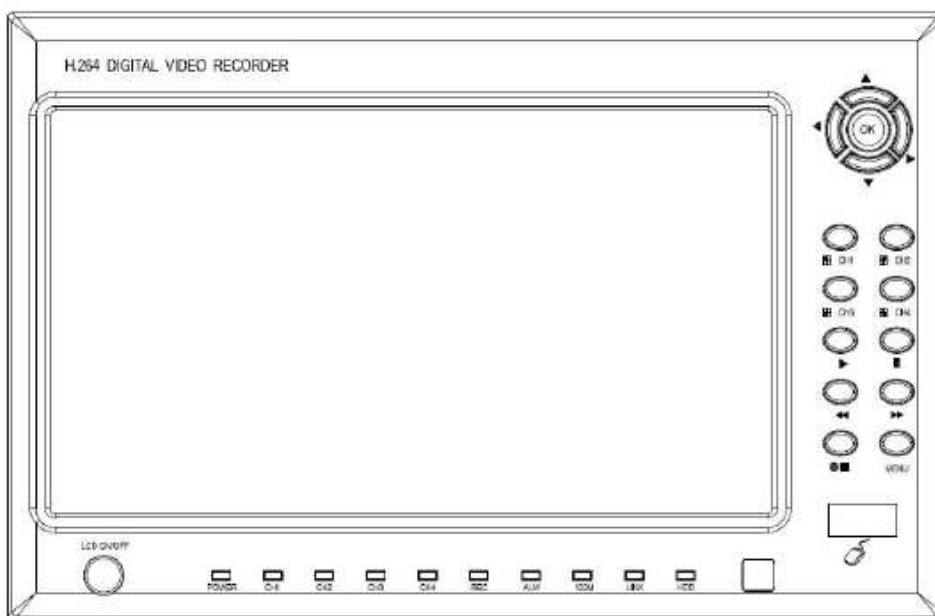 H.264 DIGITAL VIDEO RECORDER
OK
CH1 CH2
CH3 CH4
MENU
LCD ON/OFF
POWER CH1 CH2 CH3 CH4 REC ALM 100M LINK HDD